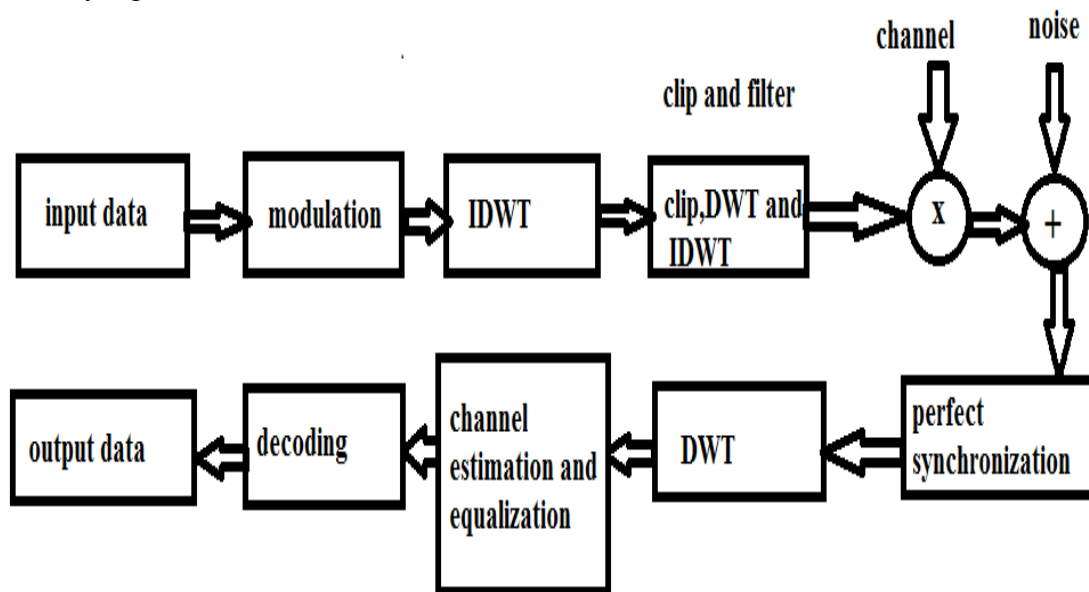 channel
noise
clip and filter
input data
modulation
IDWT
clip,DWT and
IDWT
x
+
output data
decoding
channel
estimation and
equalization
DWT
perfect
synchronization